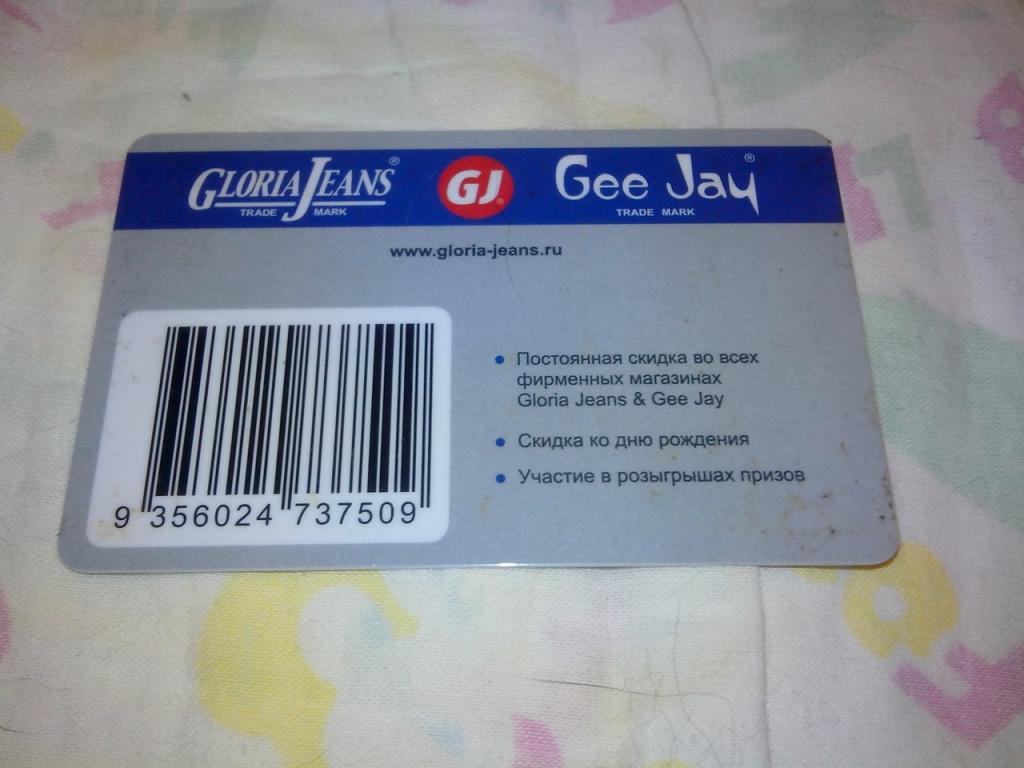 GLORIA JEANS®
TRADE MARK
GJ®
Gee Jay®
TRADE MARK
www.gloria-jeans.ru
9 356024 737509
• Постоянная скидка во всех
фирменных магазинах
Gloria Jeans & Gee Jay
• Скидка ко дню рождения
• Участие в розыгрышах призов